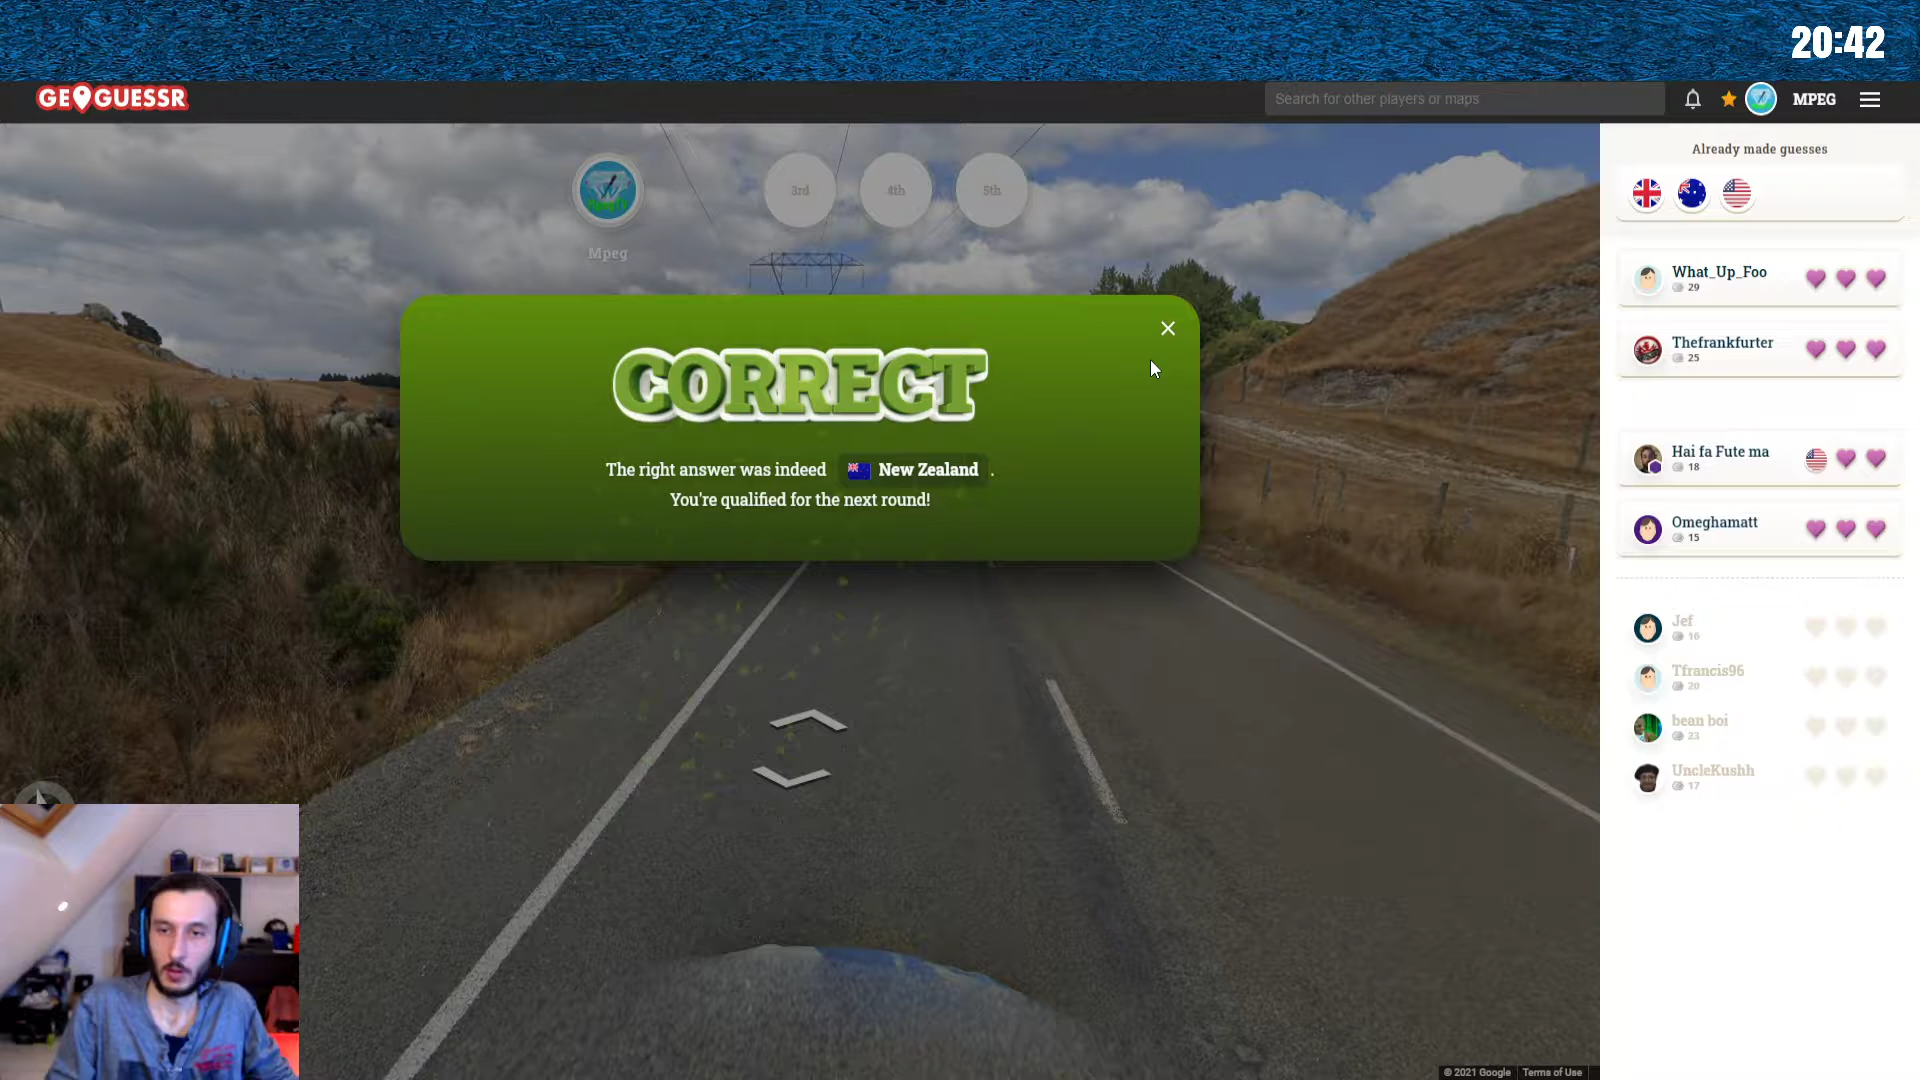 20:42
GEOGUESSR
Search for other players or maps
MPEG
Already made guesses
3rd
4th
5th
Mpeg
What_Up_Foo
29
Thefrankfurter
25
CORRECT
The right answer was indeed New Zealand.
You're qualified for the next round!
Hai fa Fute ma
18
Omeghamatt
15
Jef
16
Tfrancis96
20
bean boi
23
UncleKushh
17
© 2021 Google
Terms of Use